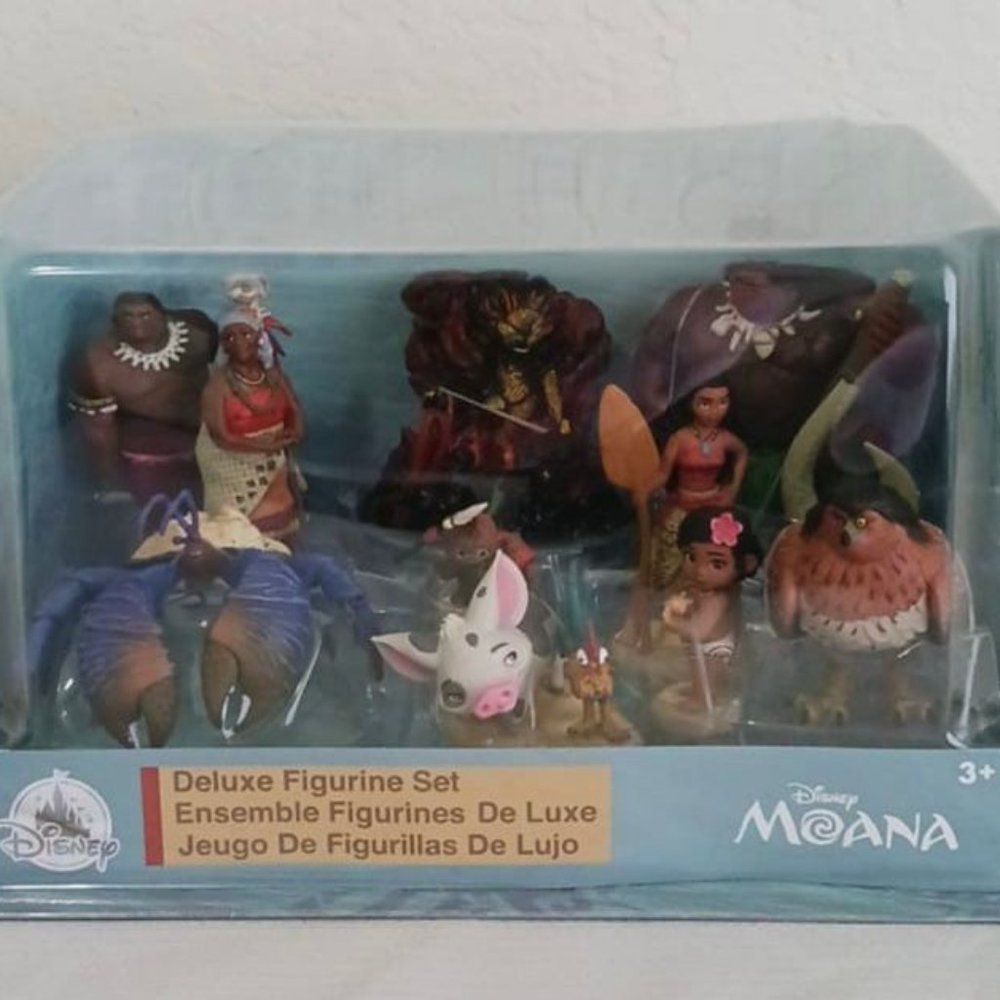 Deluxe Figurine Set
Ensemble Figurines De Luxe
Jeugo De Figurillas De Lujo
Disney
Disney
MOANA
3+